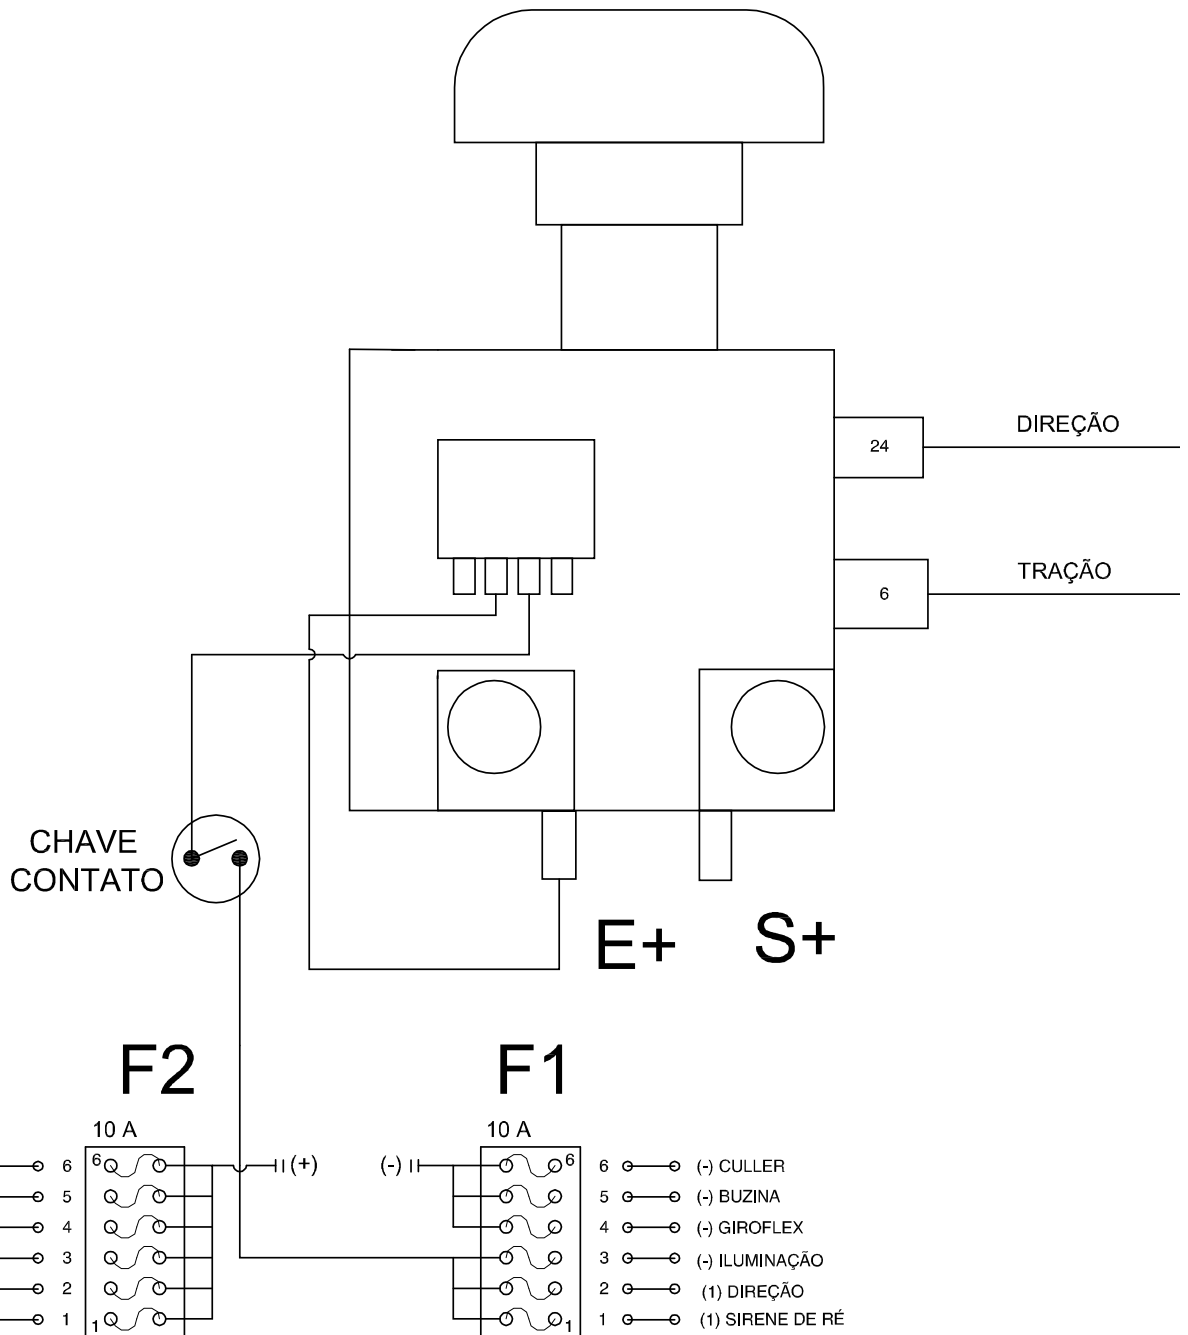 DIREÇÃO
24
TRAÇÃO
6
CHAVE
CONTATO
E+ S+
F2 F1
10 A 10 A
6 6 (+) (-) 6 6 (-) CULLER
5 5 (-) BUZINA
4 4 (-) GIROFLEX
3 3 (-) ILUMINAÇÃO
2 2 (1) DIREÇÃO
1 1 1 1 (1) SIRENE DE RÉ